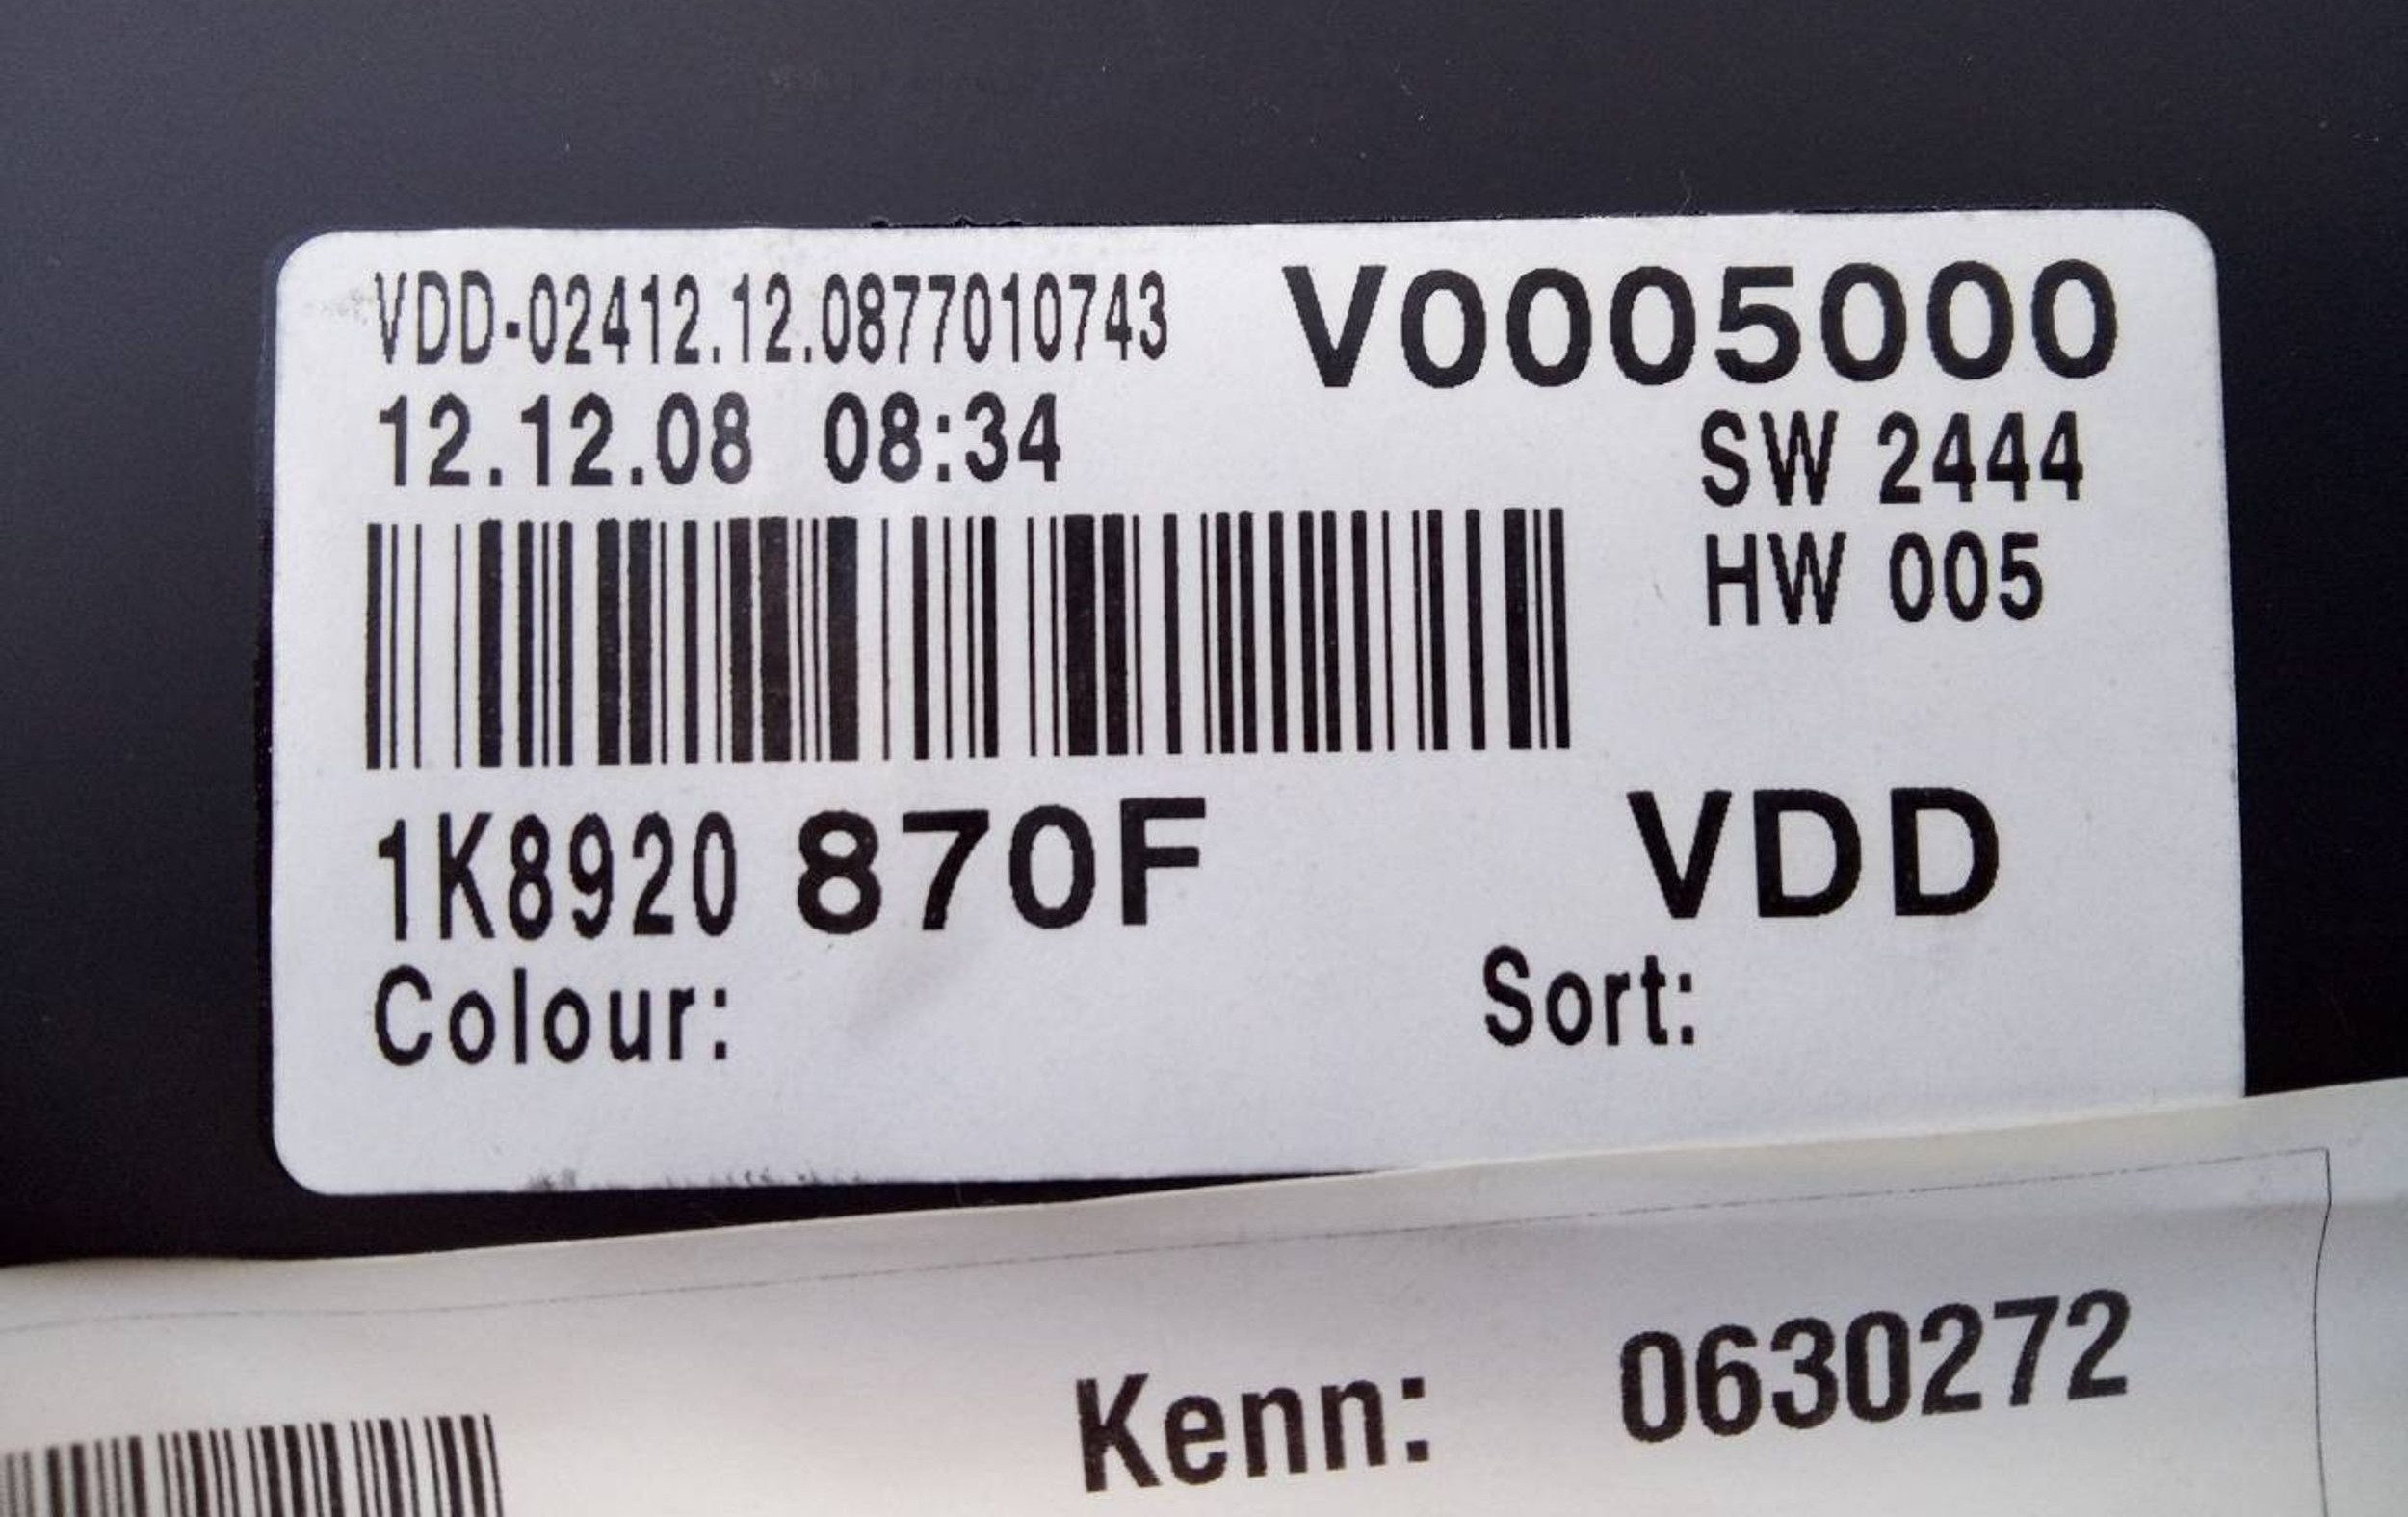 VDD-02412.12.0877010743 V0005000
12.12.08 08:34 SW 2444
HW 005
1K8920 870F VDD
Colour: Sort:
Kenn: 0630272